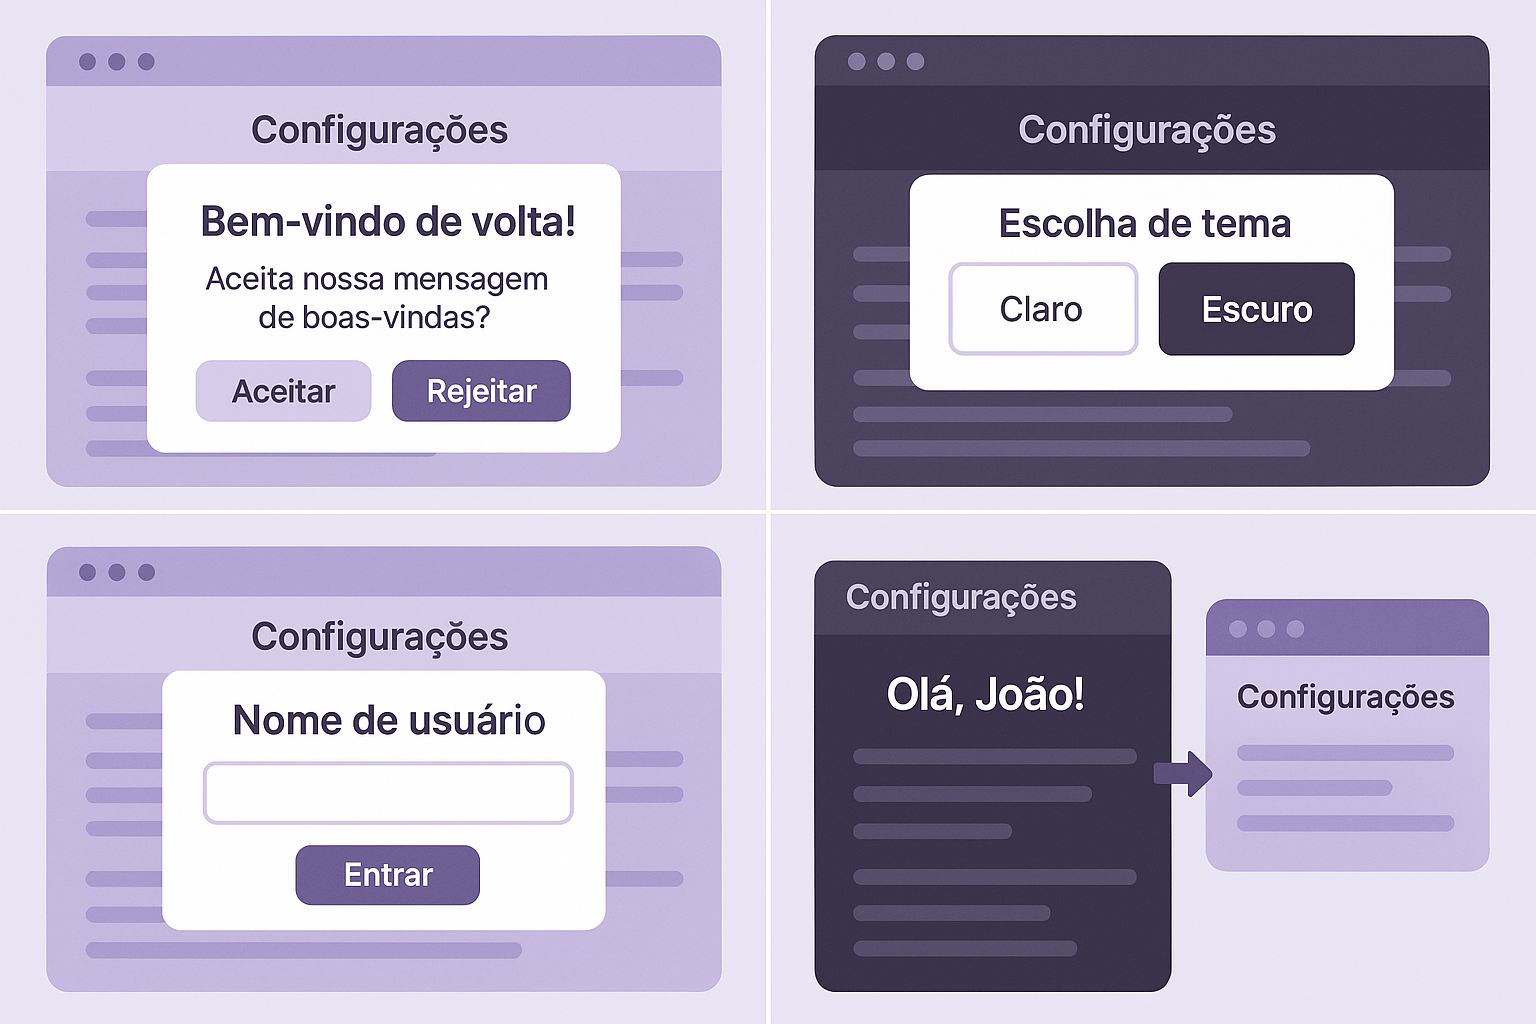 Configurações
Bem-vindo de volta!
Aceita nossa mensagem
de boas-vindas?
Aceitar
Rejeitar
Configurações
Escolha de tema
Claro
Escuro
Configurações
Nome de usuário
Entrar
Configurações
Olá, João!
Configurações